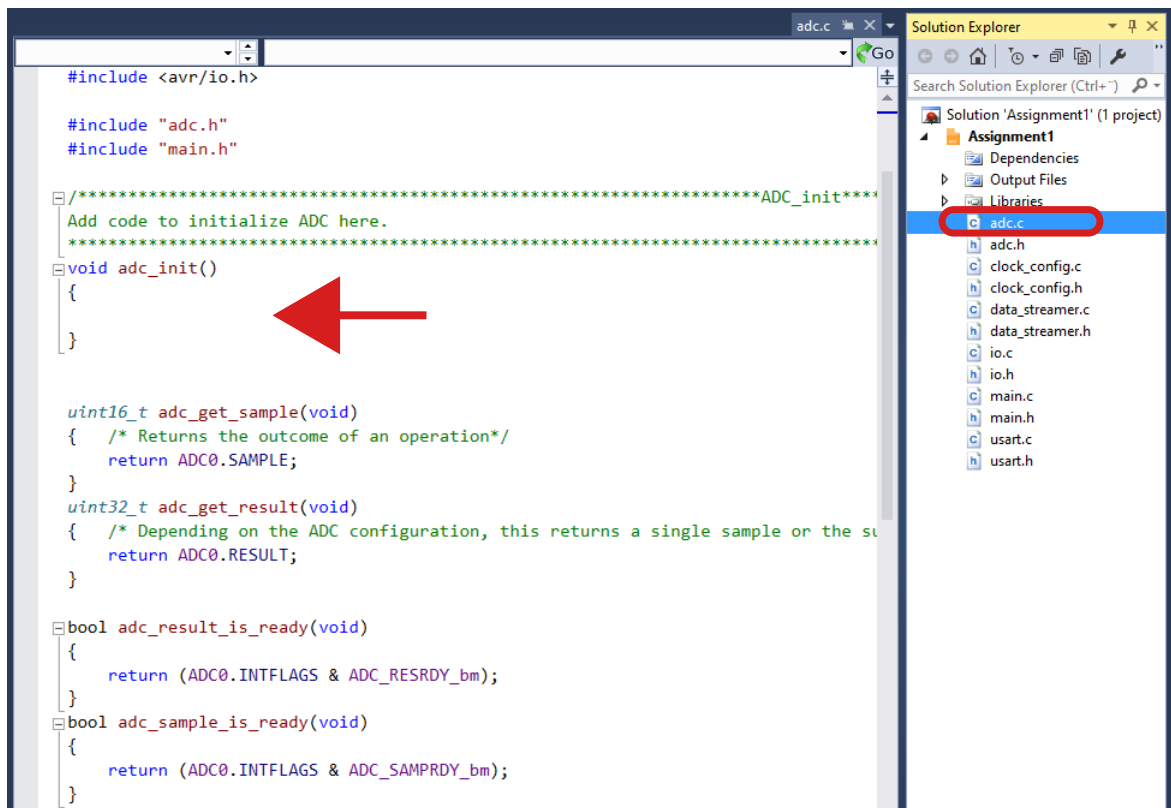 adc.c
Go
#include <avr/io.h>
#include "adc.h"
#include "main.h"
/********************************************************************ADC_init****
Add code to initialize ADC here.
*********************************************************************************
void adc_init()
{
}
uint16_t adc_get_sample(void)
{   /* Returns the outcome of an operation*/
    return ADC0.SAMPLE;
}
uint32_t adc_get_result(void)
{   /* Depending on the ADC configuration, this returns a single sample or the su
    return ADC0.RESULT;
}
bool adc_result_is_ready(void)
{
    return (ADC0.INTFLAGS & ADC_RESRDY_bm);
}
bool adc_sample_is_ready(void)
{
    return (ADC0.INTFLAGS & ADC_SAMPRDY_bm);
}
Solution Explorer
Search Solution Explorer (Ctrl+¨)
Solution 'Assignment1' (1 project)
Assignment1
Dependencies
Output Files
Libraries
c adc.c
h adc.h
c clock_config.c
h clock_config.h
c data_streamer.c
h data_streamer.h
c io.c
h io.h
c main.c
h main.h
c usart.c
h usart.h